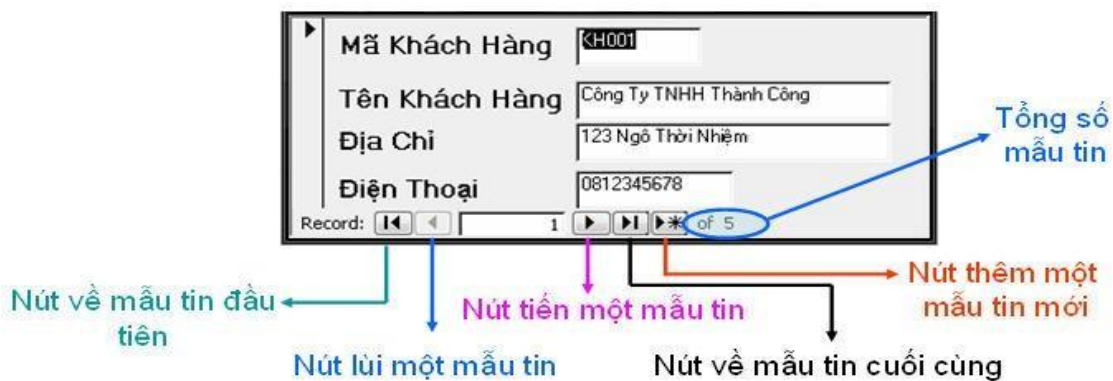 Mã Khách Hàng KH001
Tên Khách Hàng Công Ty TNHH Thành Công
Địa Chỉ 123 Ngô Thời Nhiệm
Điện Thoại 0812345678
Record: 1 of 5
Tổng số
mẫu tin
Nút về mẫu tin đầu
tiên
Nút lùi một mẫu tin
Nút tiến một mẫu tin
Nút về mẫu tin cuối cùng
Nút thêm một
mẫu tin mới